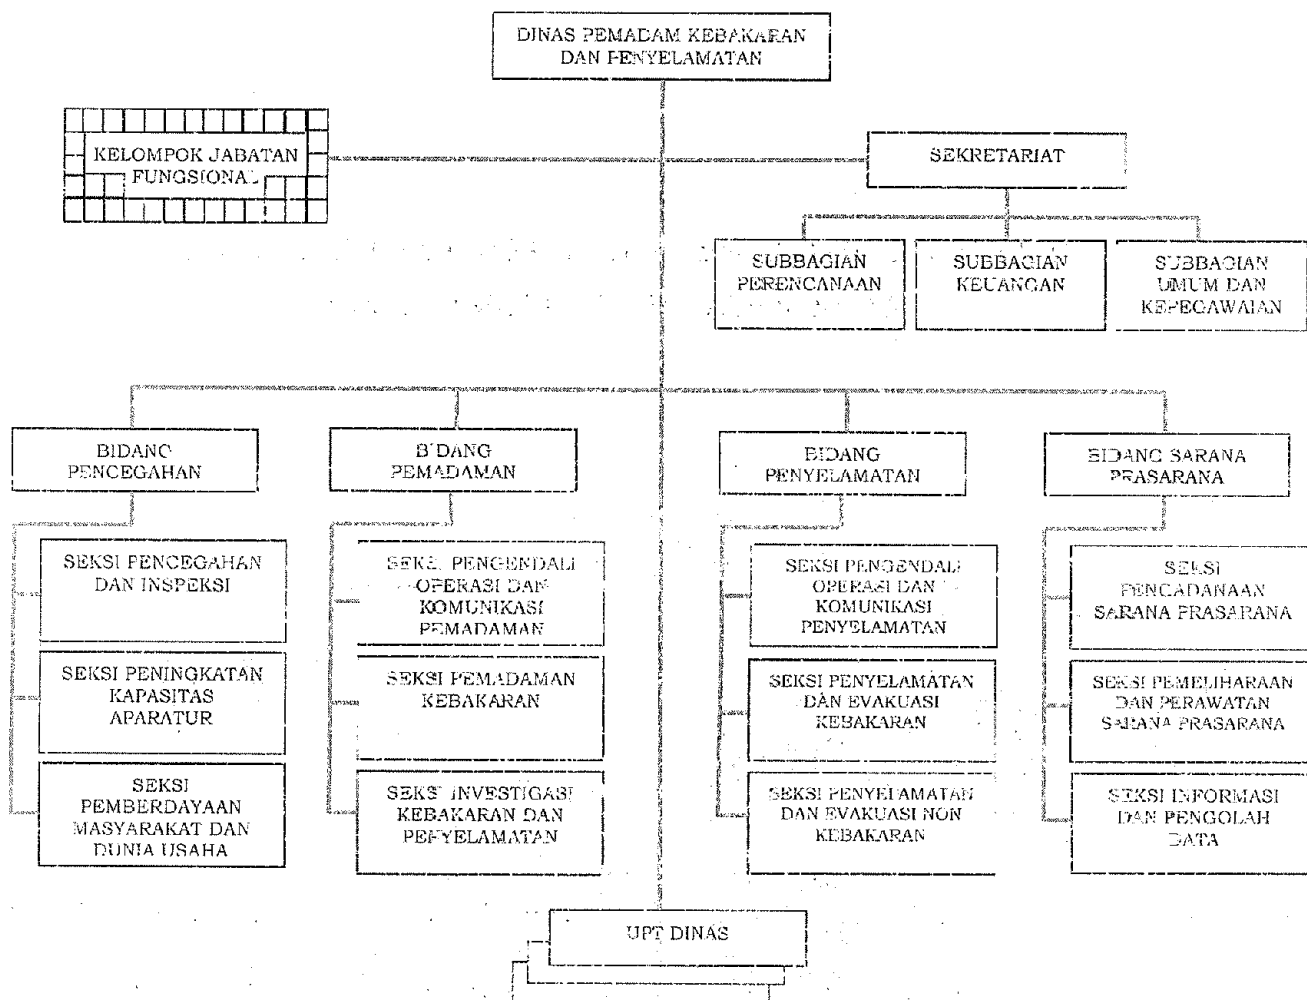 DINAS PEMADAM KEBAKARAN
DAN PENYELAMATAN
KELOMPOK JABATAN
FUNGSIONAL
SEKRETARIAT
SUBBAGIAN
PERENCANAAN
SUBBAGIAN
KEUANGAN
SUBBAGIAN
UMUM DAN
KEPEGAWAIAN
BIDANG
PENCEGAHAN
BIDANG
PEMADAMAN
BIDANG
PENYELAMATAN
BIDANG SARANA
PRASARANA
SEKSI PENCEGAHAN
DAN INSPEKSI
SEKSI PENINGKATAN
KAPASITAS
APARATUR
SEKSI
PEMBERDAYAAN
MASYARAKAT DAN
DUNIA USAHA
SEKSI PENGENDALI
OPERASI DAN
KOMUNIKASI
PEMADAMAN
SEKSI PEMADAMAN
KEBAKARAN
SEKSI INVESTIGASI
KEBAKARAN DAN
PENYELAMATAN
SEKSI PENGENDALI
OPERASI DAN
KOMUNIKASI
PENYELAMATAN
SEKSI PENYELAMATAN
DAN EVAKUASI
KEBAKARAN
SEKSI PENYELAMATAN
DAN EVAKUASI NON
KEBAKARAN
SEKSI
PENGADANAAN
SARANA PRASARANA
SEKSI PEMELIHARAAN
DAN PERAWATAN
SARANA PRASARANA
SEKSI INFORMASI
DAN PENGOLAH
DATA
UPT DINAS